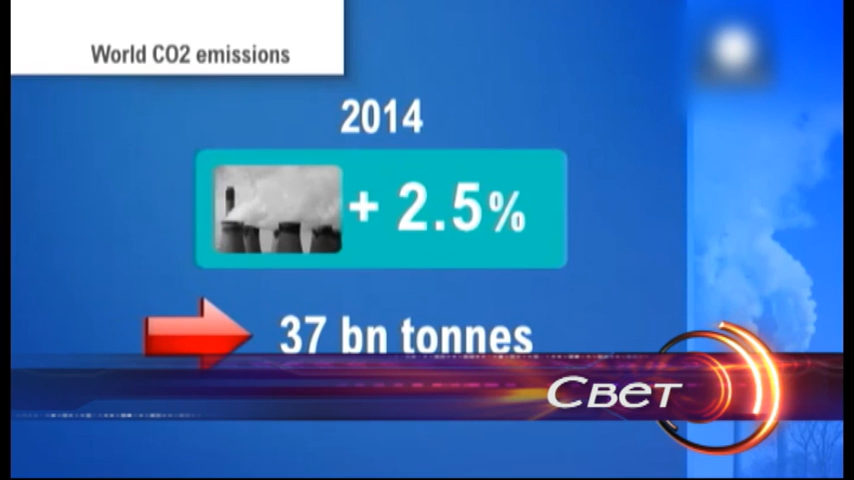 World CO2 emissions
2014
+ 2.5%
37 bn tonnes
Свет